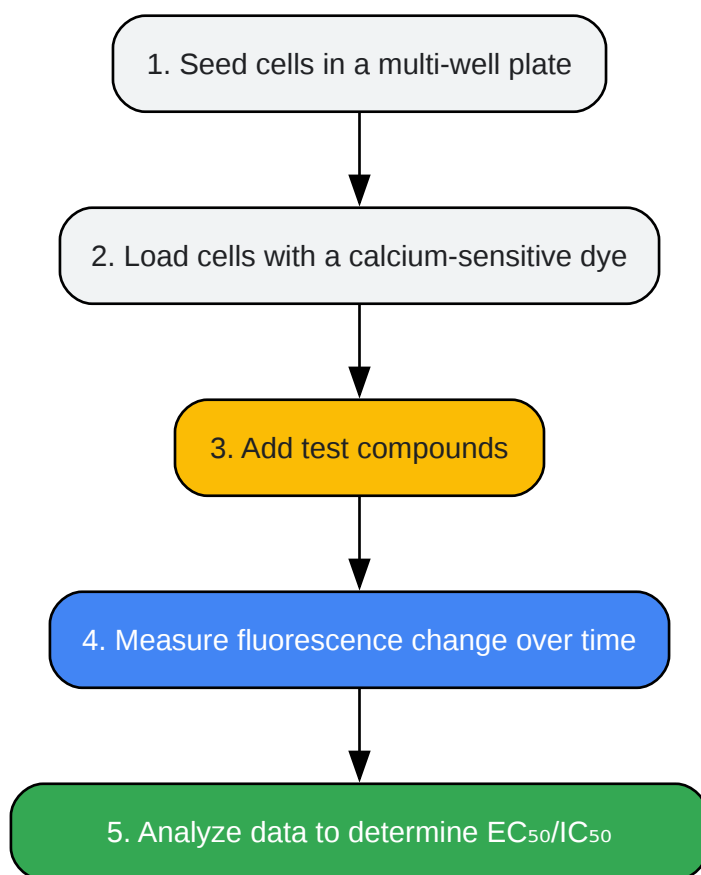 1. Seed cells in a multi-well plate
2. Load cells with a calcium-sensitive dye
3. Add test compounds
4. Measure fluorescence change over time
5. Analyze data to determine EC₅₀/IC₅₀